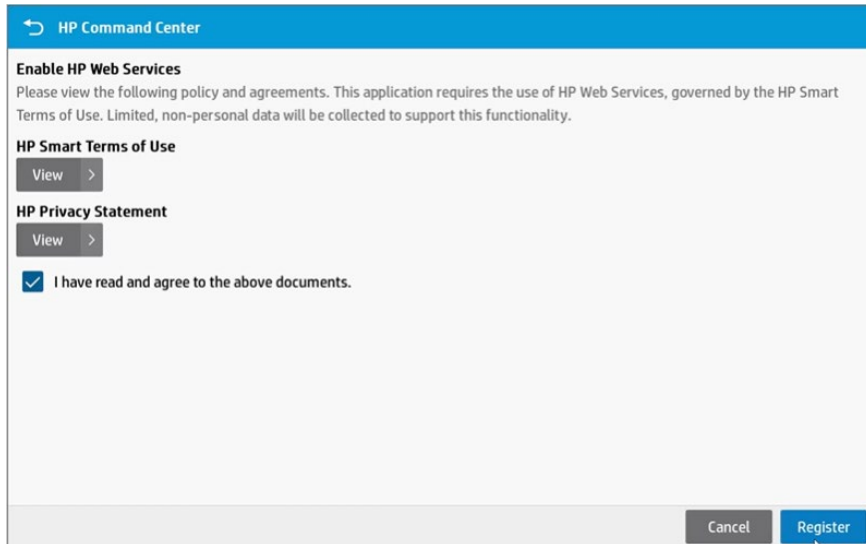 HP Command Center
Enable HP Web Services
Please view the following policy and agreements. This application requires the use of HP Web Services, governed by the HP Smart
Terms of Use. Limited, non-personal data will be collected to support this functionality.
HP Smart Terms of Use
View
HP Privacy Statement
View
I have read and agree to the above documents.
Cancel Register